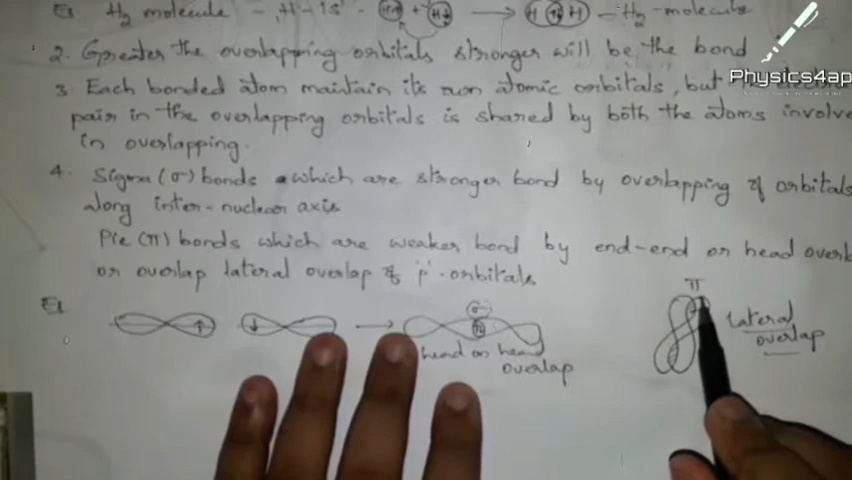 Ex H2 molecule - H - 1s' - + → H H - H2 - molecule
Physics4ap
2. Greater the overlapping orbitals stronger will be the bond
3. Each bonded atom maintain its own atomic orbitals, but the electron
pair in the overlapping orbitals is shared by both the atoms involve
in overlapping.
4. Sigma (σ) bonds which are stronger bond by overlapping of orbitals
along inter-nuclear axis
Pie (π) bonds which are weaker bond by end-end or head overl
or overlap lateral overlap of 'p'-orbitals
Ex ↑ ↓ → σ ↑↓
head on head
overlap
π
lateral
overlap